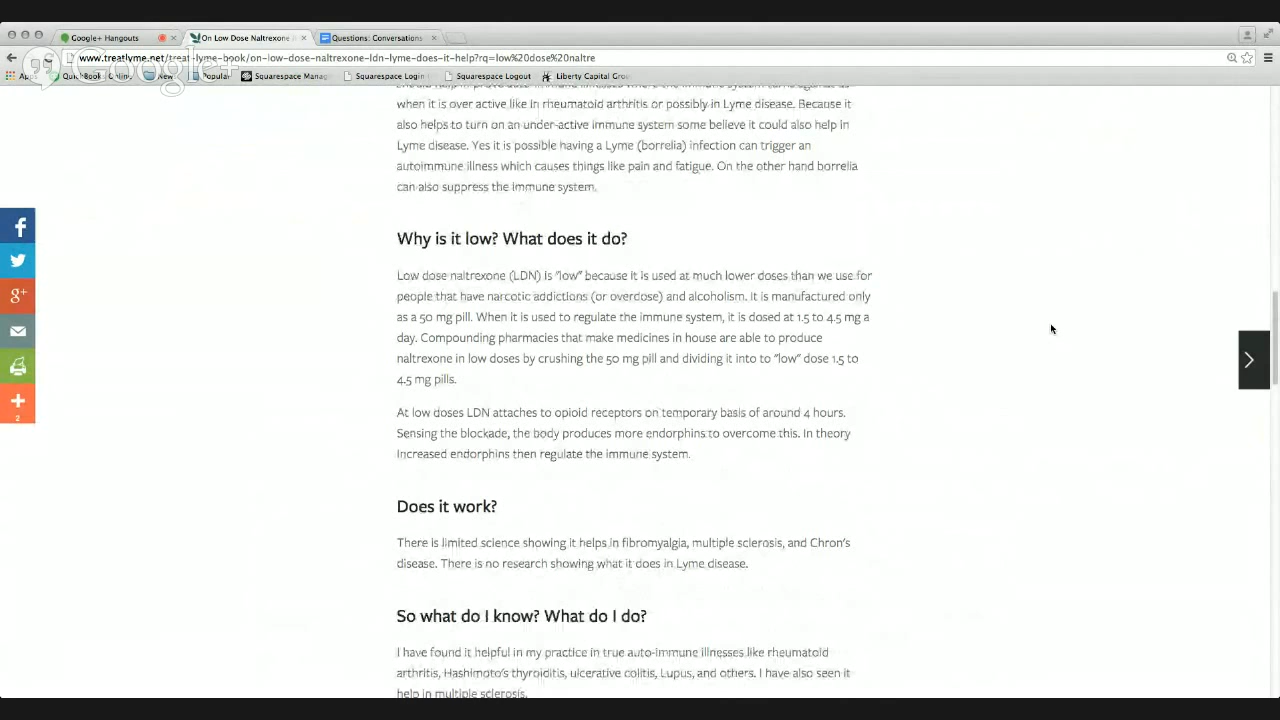 Google+ Hangouts
On Low Dose Naltrexone
Questions: Conversations
www.treatlyme.net/treat-lyme-book/on-low-dose-naltrexone-ldn-lyme-does-it-help?rq=low%20dose%20naltre
Google+
Apps
QuickBook Online
New
Popular
Squarespace Mana
Squarespace Login
Squarespace Logout
Liberty Capital Gro
when it is over active like in rheumatoid arthritis or possibly in Lyme disease. Because it
also helps to turn on an under-active immune system some believe it could also help in
Lyme disease. Yes it is possible having a Lyme (borrelia) infection can trigger an
autoimmune illness which causes things like pain and fatigue. On the other hand borrelia
can also suppress the immune system.
Why is it low? What does it do?
Low dose naltrexone (LDN) is "low" because it is used at much lower doses than we use for
people that have narcotic addictions (or overdose) and alcoholism. It is manufactured only
as a 50 mg pill. When it is used to regulate the immune system, it is dosed at 1.5 to 4.5 mg a
day. Compounding pharmacies that make medicines in house are able to produce
naltrexone in low doses by crushing the 50 mg pill and dividing it into to "low" dose 1.5 to
4.5 mg pills.
At low doses LDN attaches to opioid receptors on temporary basis of around 4 hours.
Sensing the blockade, the body produces more endorphins to overcome this. In theory
Increased endorphins then regulate the immune system.
Does it work?
There is limited science showing it helps in fibromyalgia, multiple sclerosis, and Chron's
disease. There is no research showing what it does in Lyme disease.
So what do I know? What do I do?
I have found it helpful in my practice in true auto-immune illnesses like rheumatoid
arthritis, Hashimoto's thyroiditis, ulcerative colitis, Lupus, and others. I have also seen it
help in multiple sclerosis.
2